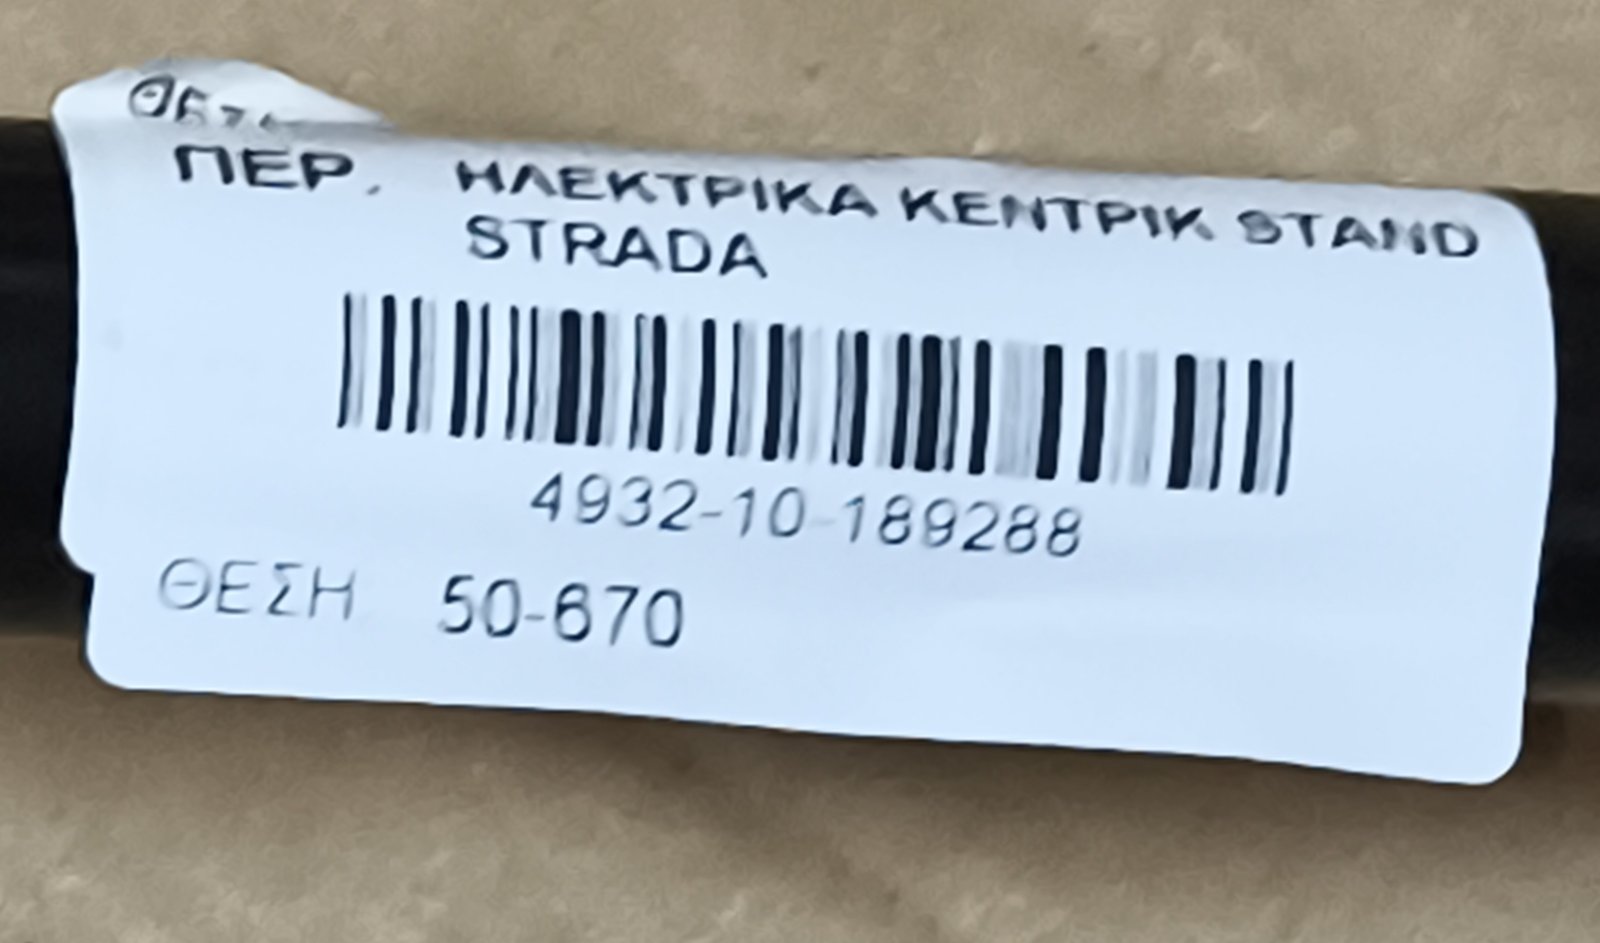 ΠΕΡ. ΗΛΕΚΤΡΙΚΑ ΚΕΝΤΡΙΚ STAND
STRADA
4932-10-189288
ΘΕΣΗ 50-670